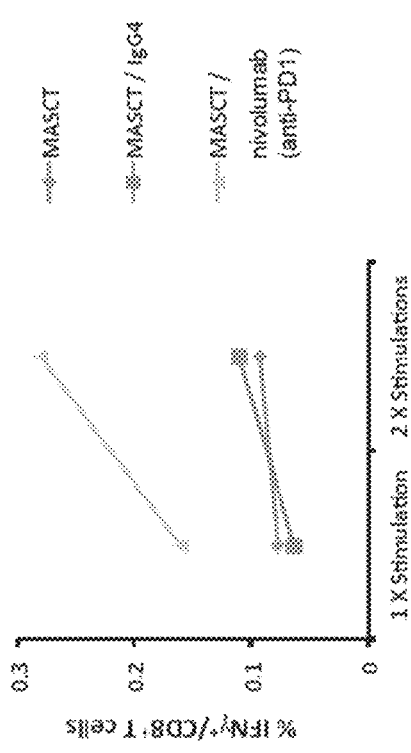 % IFNγ⁺/CD8⁺T cells
0.3
0.2
0.1
0
1 X Stimulation
2 X Stimulations
MASCT
MASCT / IgG4
MASCT /
nivolumab
(anti-PD1)